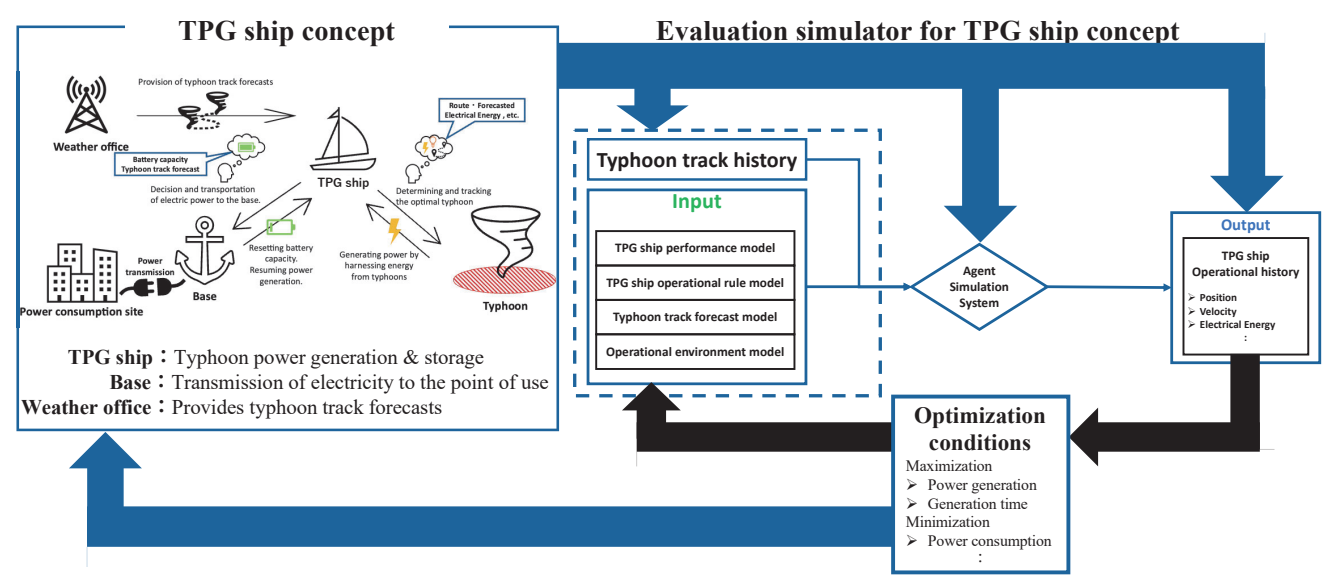 TPG ship concept
Provision of typhoon track forecasts
Weather office
Battery capacity
Typhoon track forecast
Route・Forecasted
Electrical Energy , etc.
TPG ship
Decision and transportation
of electric power to the base.
Determining and tracking
the optimal typhoon
Resetting battery
capacity.
Resuming power
generation.
Generating power by
harnessing energy
from typhoons
Power
transmission
Base
Typhoon
Power consumption site
TPG ship：Typhoon power generation & storage
Base：Transmission of electricity to the point of use
Weather office：Provides typhoon track forecasts
Evaluation simulator for TPG ship concept
Typhoon track history
Input
TPG ship performance model
TPG ship operational rule model
Typhoon track forecast model
Operational environment model
Agent
Simulation
System
Output
TPG ship
Operational history
➢ Position
➢ Velocity
➢ Electrical Energy
:
Optimization
conditions
Maximization
➢ Power generation
➢ Generation time
Minimization
➢ Power consumption
: